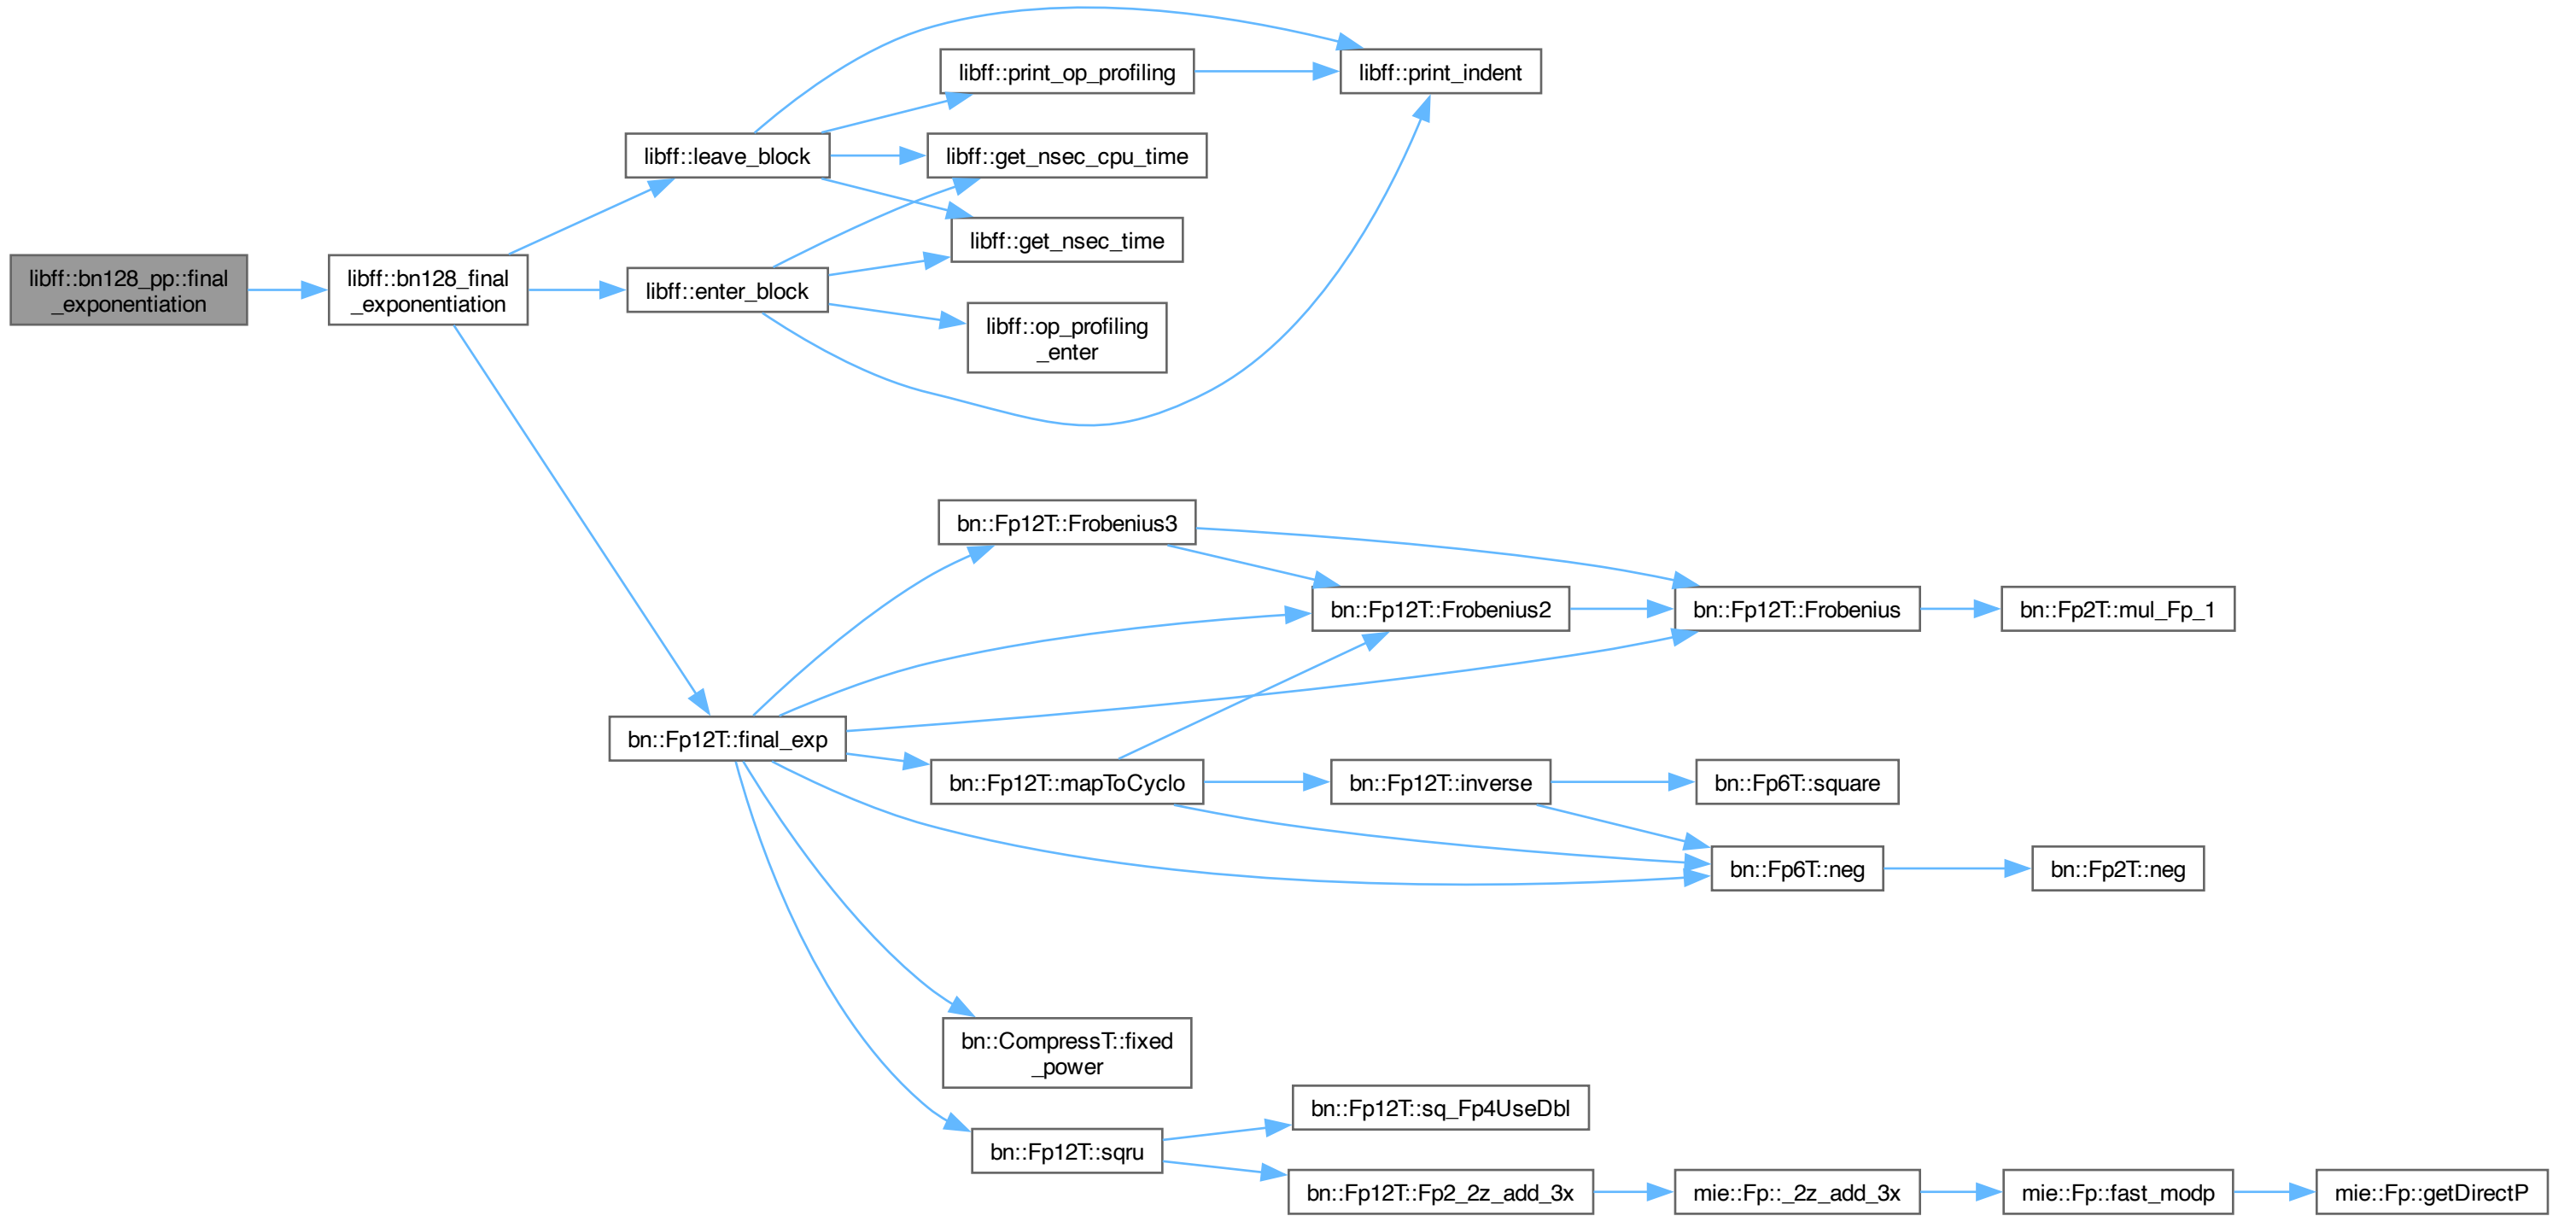 libff::print_op_profiling
libff::print_indent
libff::leave_block
libff::get_nsec_cpu_time
libff::get_nsec_time
libff::bn128_pp::final
_exponentiation
libff::bn128_final
_exponentiation
libff::enter_block
libff::op_profiling
_enter
bn::Fp12T::Frobenius3
bn::Fp12T::Frobenius2
bn::Fp12T::Frobenius
bn::Fp2T::mul_Fp_1
bn::Fp12T::final_exp
bn::Fp12T::mapToCyclo
bn::Fp12T::inverse
bn::Fp6T::square
bn::Fp6T::neg
bn::Fp2T::neg
bn::CompressT::fixed
_power
bn::Fp12T::sq_Fp4UseDbl
bn::Fp12T::sqru
bn::Fp12T::Fp2_2z_add_3x
mie::Fp::_2z_add_3x
mie::Fp::fast_modp
mie::Fp::getDirectP